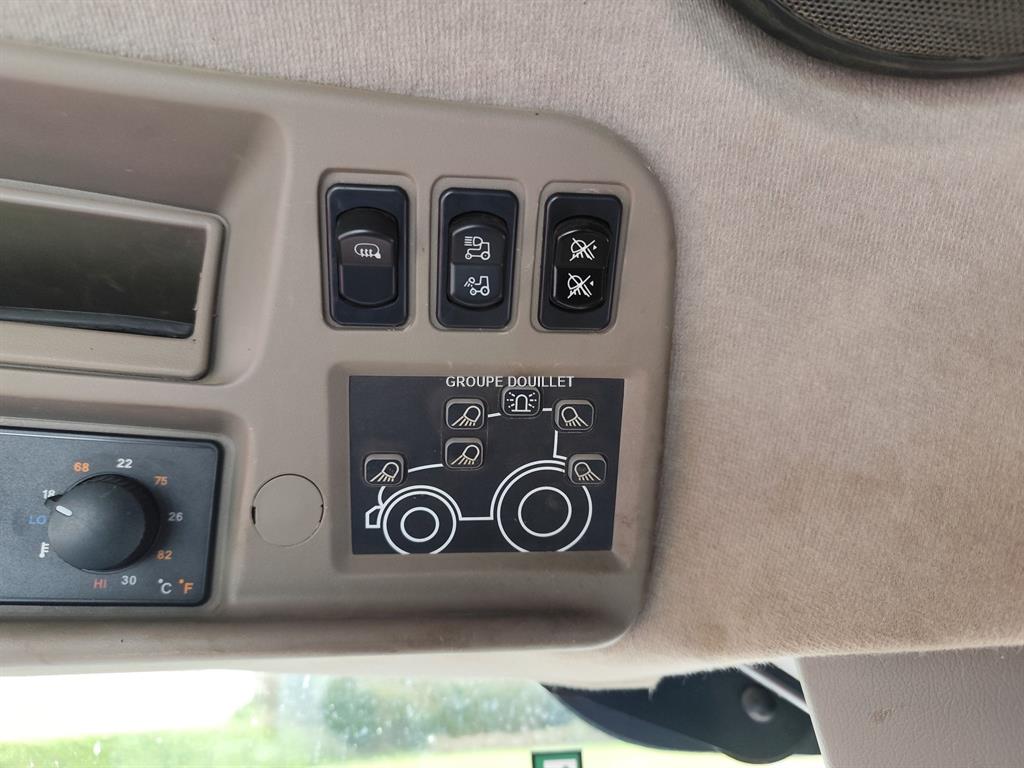 GROUPE DOUILLET
68 22 75
18 26
LO 82
HI 30 °C °F